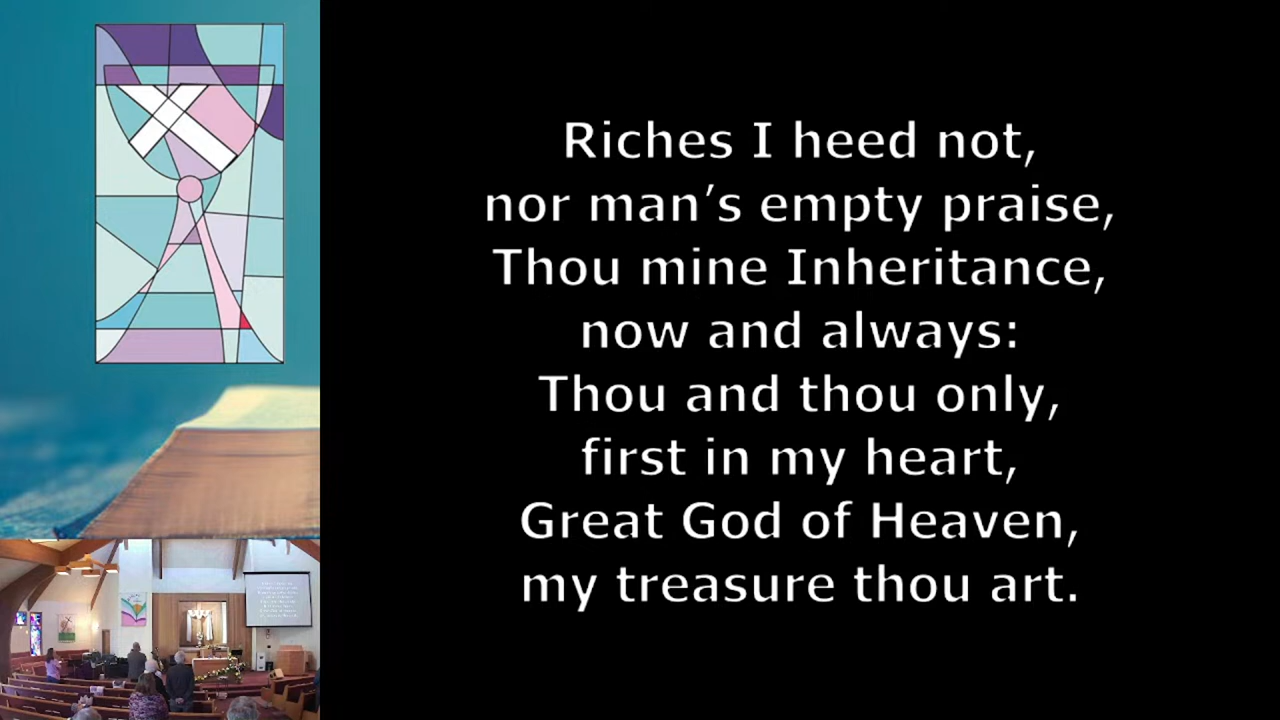 Riches I heed not,
nor man’s empty praise,
Thou mine Inheritance,
now and always:
Thou and thou only,
first in my heart,
Great God of Heaven,
my treasure thou art.